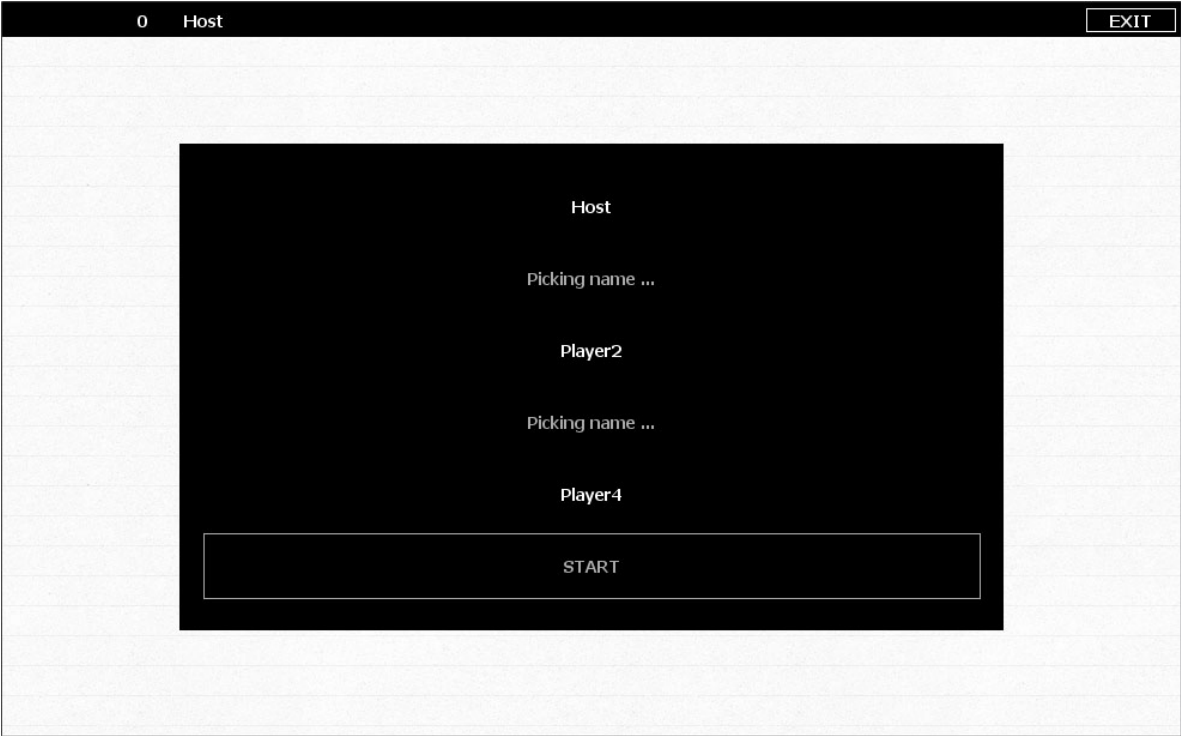 0 Host EXIT
Host
Picking name ...
Player2
Picking name ...
Player4
START